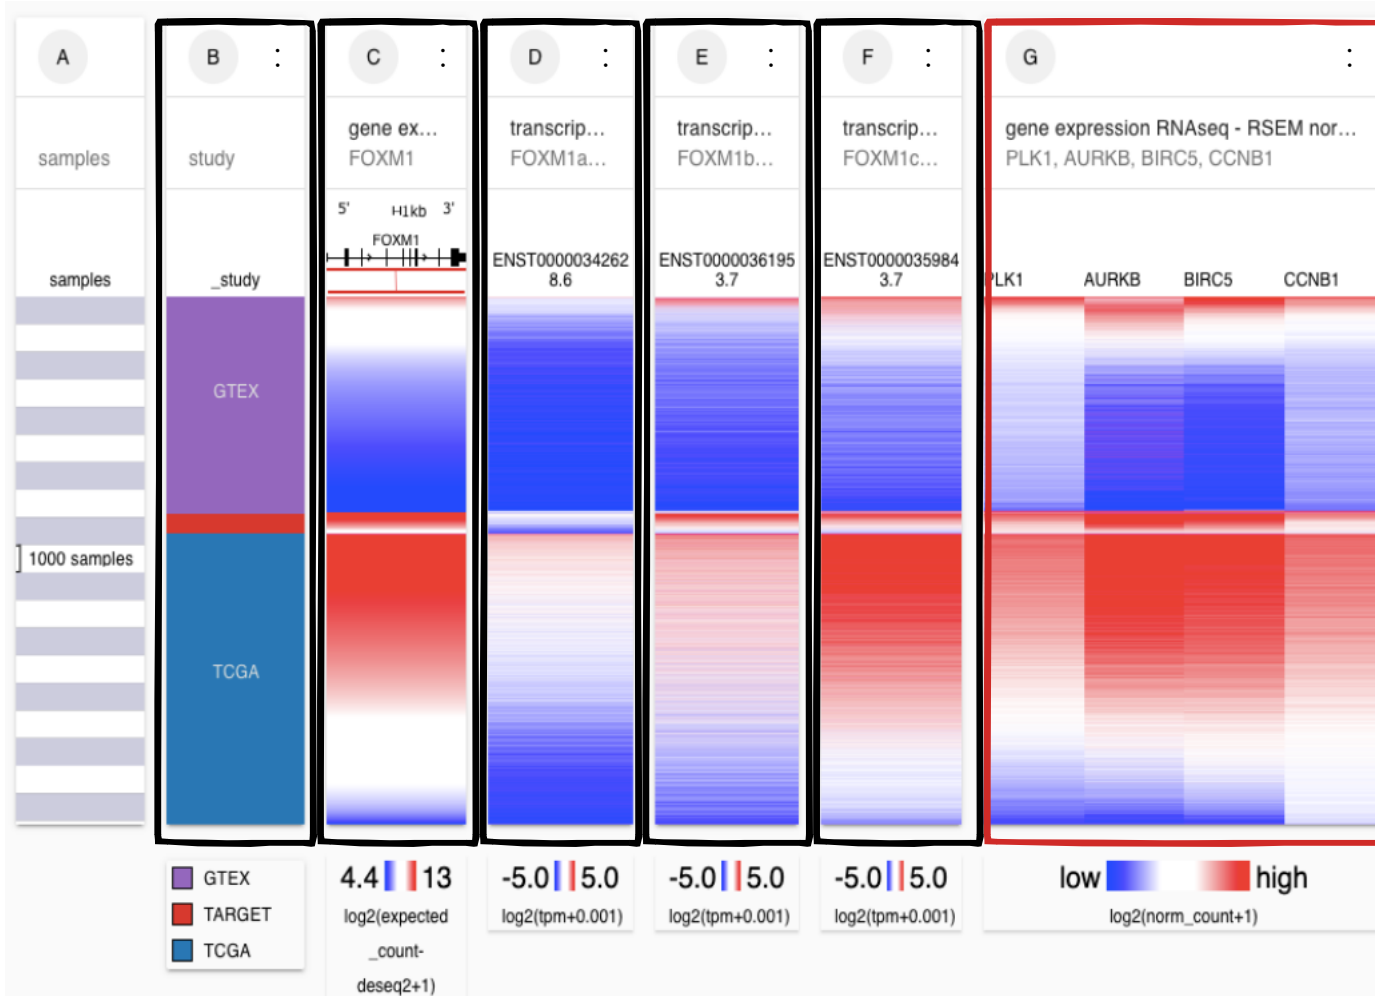 A
B
C
D
E
F
G
samples
study
gene ex...
FOXM1
transcrip...
FOXM1a...
transcrip...
FOXM1b...
transcrip...
FOXM1c...
gene expression RNAseq - RSEM nor...
PLK1, AURKB, BIRC5, CCNB1
samples
_study
5' H1kb 3'
FOXM1
ENST0000034262
8.6
ENST0000036195
3.7
ENST0000035984
3.7
PLK1
AURKB
BIRC5
CCNB1
GTEX
1000 samples
TCGA
GTEX
TARGET
TCGA
4.4 13
log2(expected
_count-
deseq2+1)
-5.0 5.0
log2(tpm+0.001)
-5.0 5.0
log2(tpm+0.001)
-5.0 5.0
log2(tpm+0.001)
low high
log2(norm_count+1)